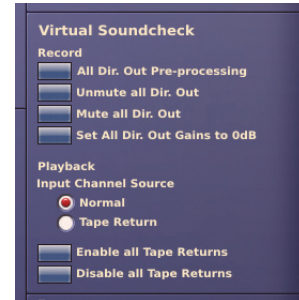 Virtual Soundcheck
Record
All Dir. Out Pre-processing
Unmute all Dir. Out
Mute all Dir. Out
Set All Dir. Out Gains to 0dB
Playback
Input Channel Source
Normal
Tape Return
Enable all Tape Returns
Disable all Tape Returns